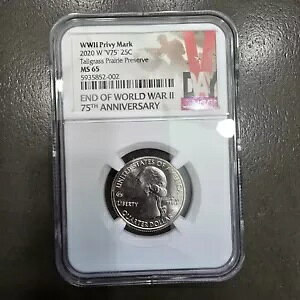 WWII Privy Mark
2020 W "V75" 25C
Tallgrass Prairie Preserve
MS 65
5935852-002
V
DAY
END OF WORLD WAR II
75TH ANNIVERSARY
UNITED STATES OF AMERICA
LIBERTY
QUARTER DOLLAR